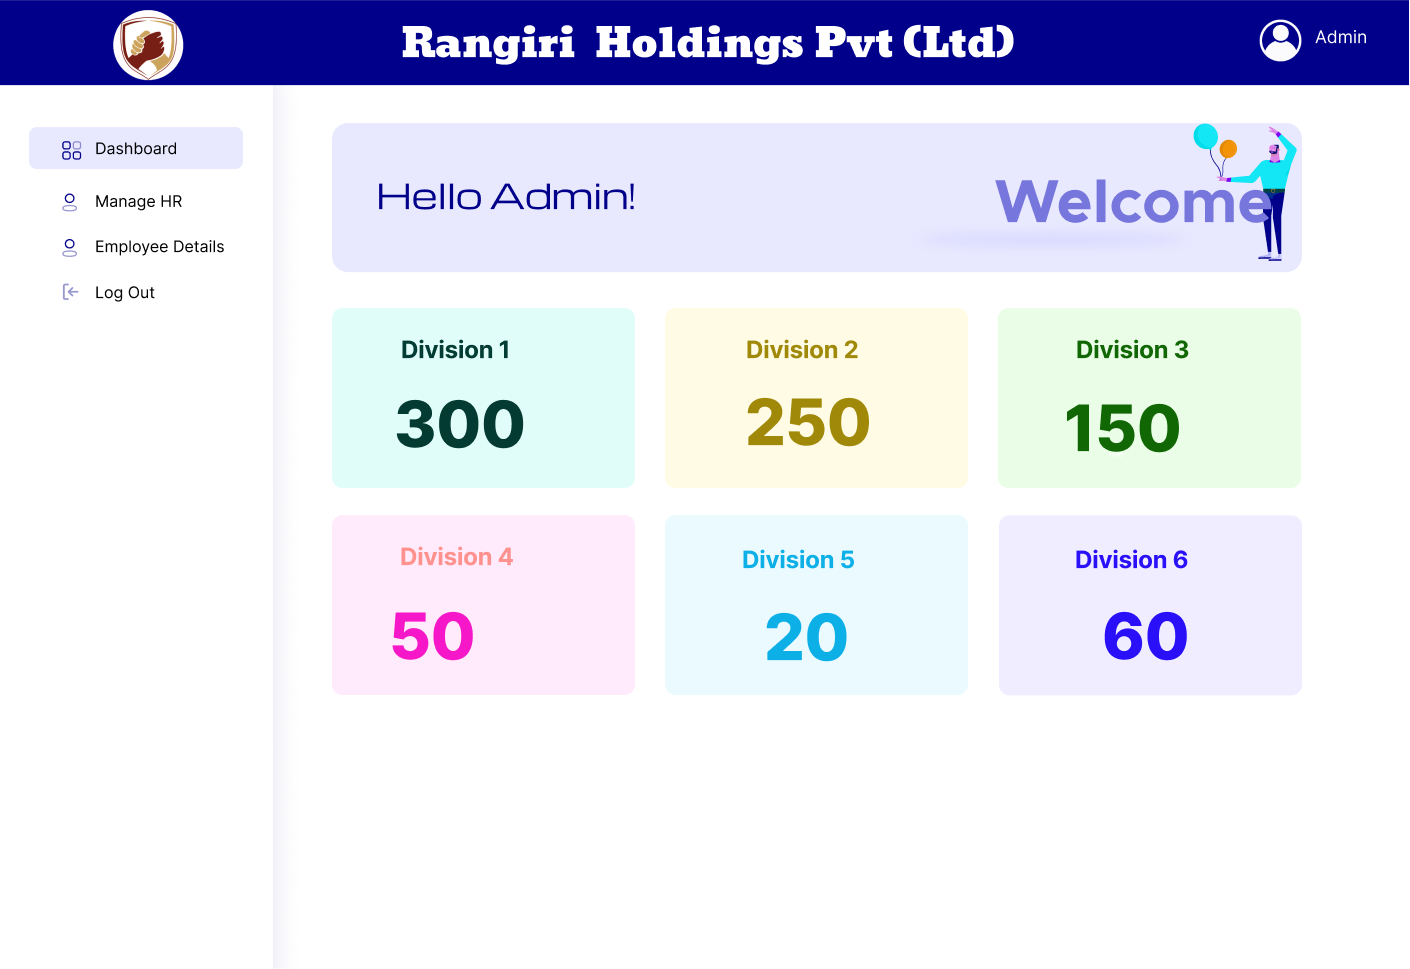 Rangiri Holdings Pvt (Ltd)
Admin
Dashboard
Manage HR
Employee Details
Log Out
Hello Admin!
Welcome
Division 1
300
Division 2
250
Division 3
150
Division 4
50
Division 5
20
Division 6
60